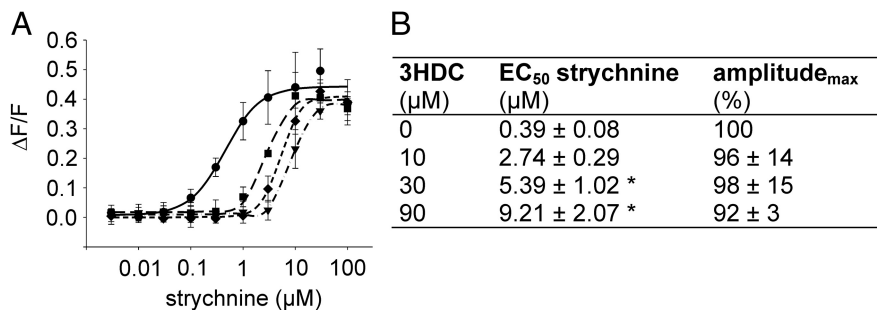 A
ΔF/F
0.6
0.5
0.4
0.3
0.2
0.1
0.0
0.01 0.1 1 10 100
strychnine (µM)
B
3HDC EC50 strychnine amplitudemax
(µM) (µM) (%)
0 0.39 ± 0.08 100
10 2.74 ± 0.29 96 ± 14
30 5.39 ± 1.02 * 98 ± 15
90 9.21 ± 2.07 * 92 ± 3